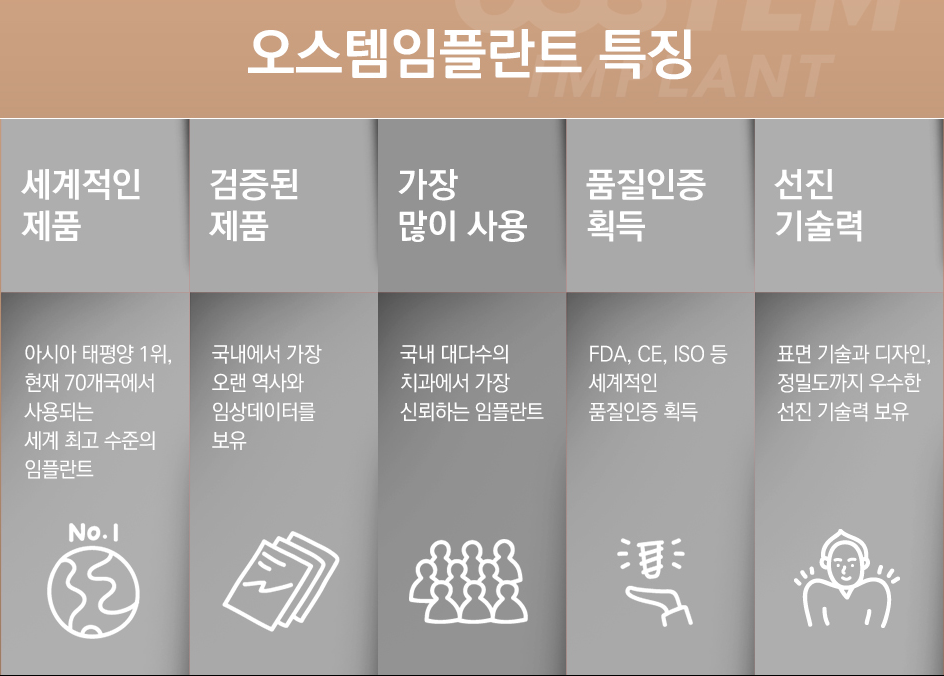 OSSTEM
IMPLANT
오스템임플란트 특징
세계적인
제품
검증된
제품
가장
많이 사용
품질인증
획득
선진
기술력
아시아 태평양 1위,
현재 70개국에서
사용되는
세계 최고 수준의
임플란트
국내에서 가장
오랜 역사와
임상데이터를
보유
국내 대다수의
치과에서 가장
신뢰하는 임플란트
FDA, CE, ISO 등
세계적인
품질인증 획득
표면 기술과 디자인,
정밀도까지 우수한
선진 기술력 보유
No.1